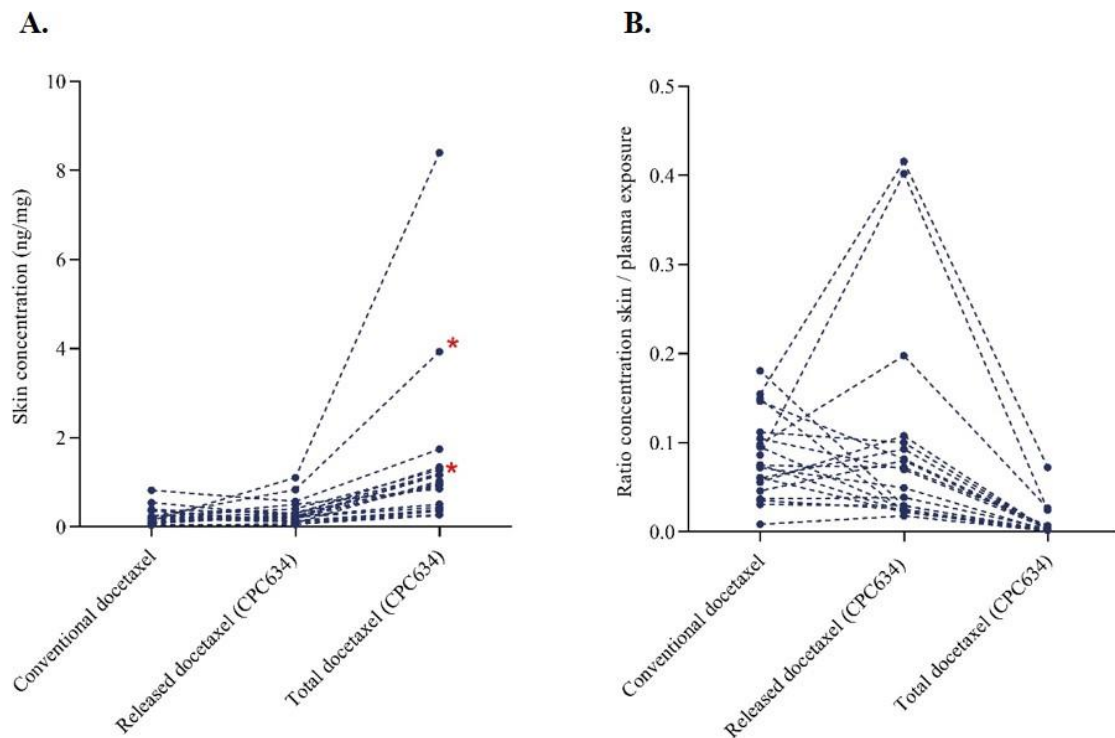 A.
10
8
6
4
2
0
Skin concentration (ng/mg)
*
*
Conventional docetaxel
Released docetaxel (CPC634)
Total docetaxel (CPC634)
B.
0.5
0.4
0.3
0.2
0.1
0.0
Ratio concentration skin / plasma exposure
Conventional docetaxel
Released docetaxel (CPC634)
Total docetaxel (CPC634)